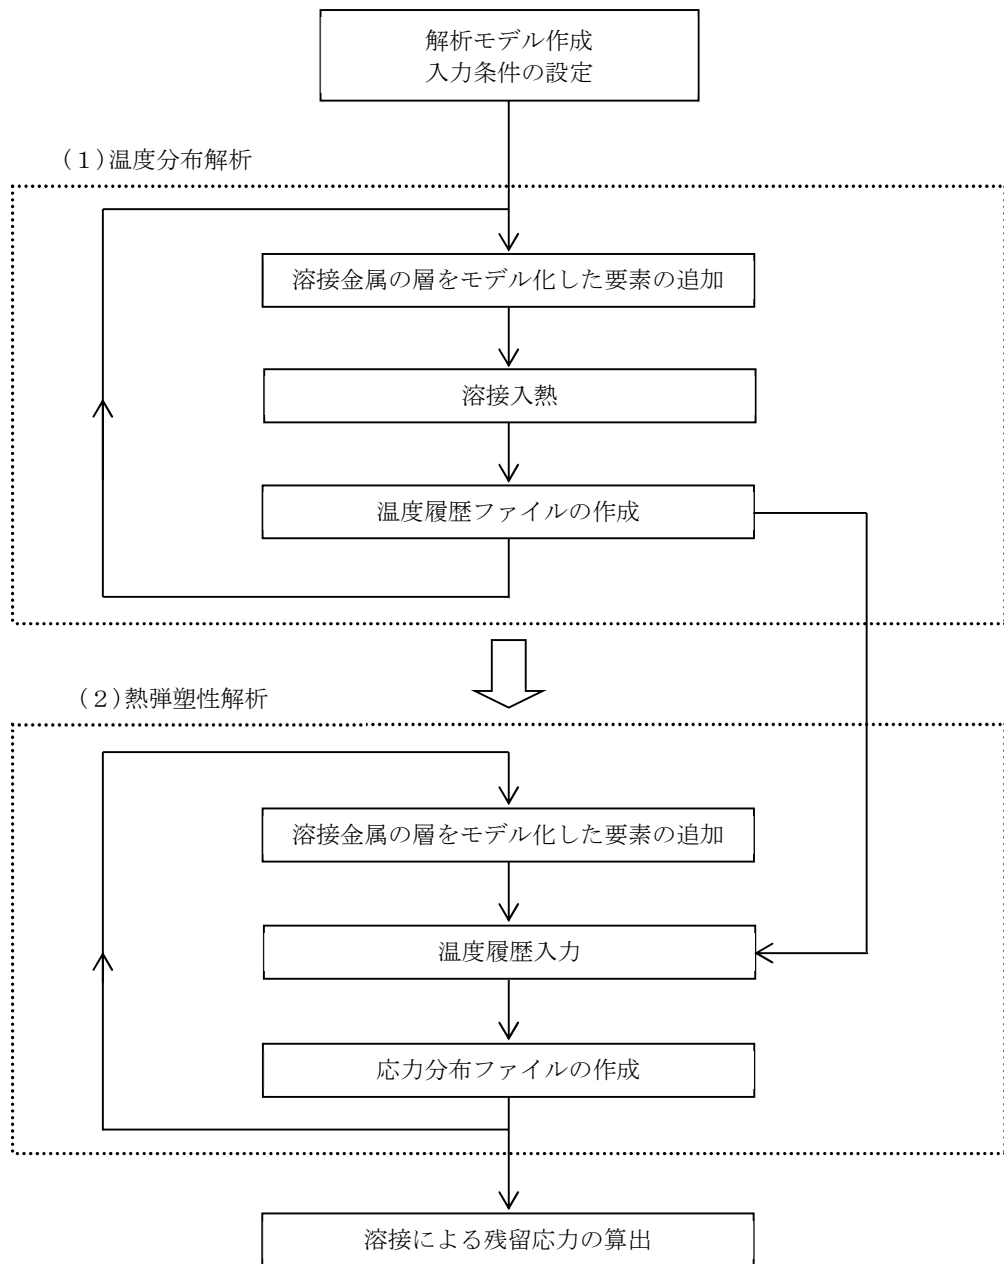 解析モデル作成
入力条件の設定
(１)温度分布解析
溶接金属の層をモデル化した要素の追加
溶接入熱
温度履歴ファイルの作成
(２)熱弾塑性解析
溶接金属の層をモデル化した要素の追加
温度履歴入力
応力分布ファイルの作成
溶接による残留応力の算出